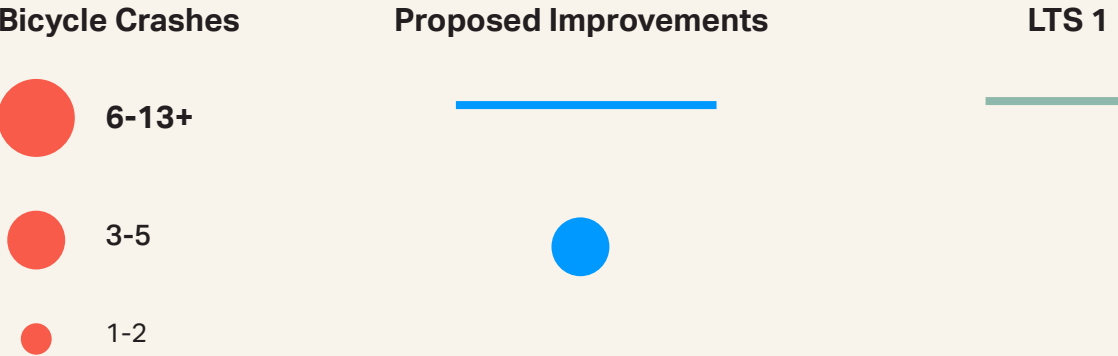 Bicycle Crashes
Proposed Improvements
LTS 1
6-13+
3-5
1-2